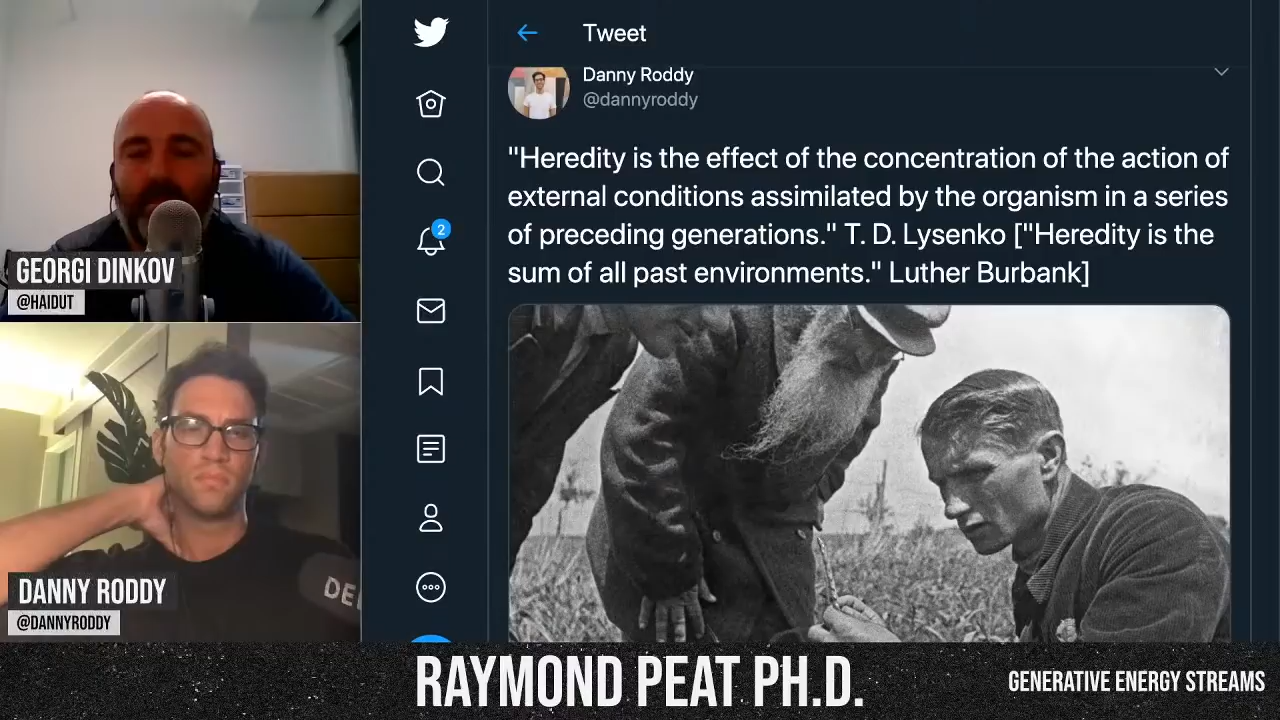 GEORGI DINKOV
@HAIDUT
DANNY RODDY
@DANNYRODDY
DE
2
Tweet
Danny Roddy
@dannyroddy
"Heredity is the effect of the concentration of the action of
external conditions assimilated by the organism in a series
of preceding generations." T. D. Lysenko ["Heredity is the
sum of all past environments." Luther Burbank]
RAYMOND PEAT PH.D.
GENERATIVE ENERGY STREAMS